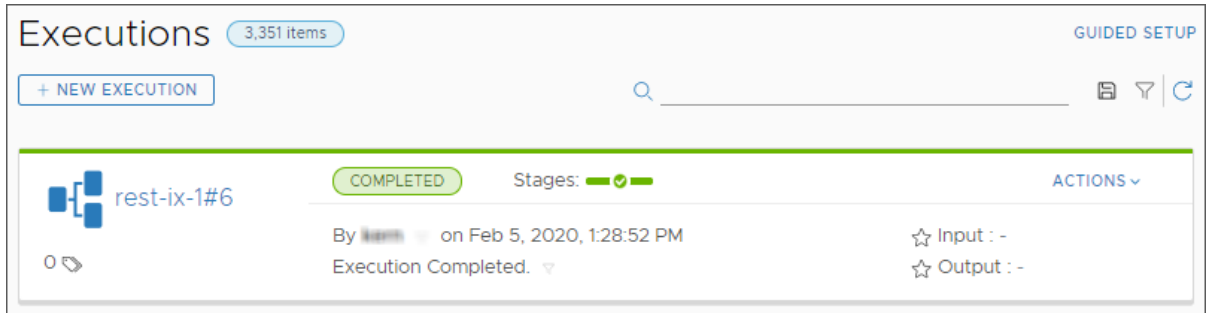 Executions 3,351 items GUIDED SETUP
+ NEW EXECUTION
rest-ix-1#6 COMPLETED Stages: ACTIONS
By on Feb 5, 2020, 1:28:52 PM Input : -
0 Execution Completed. Output : -